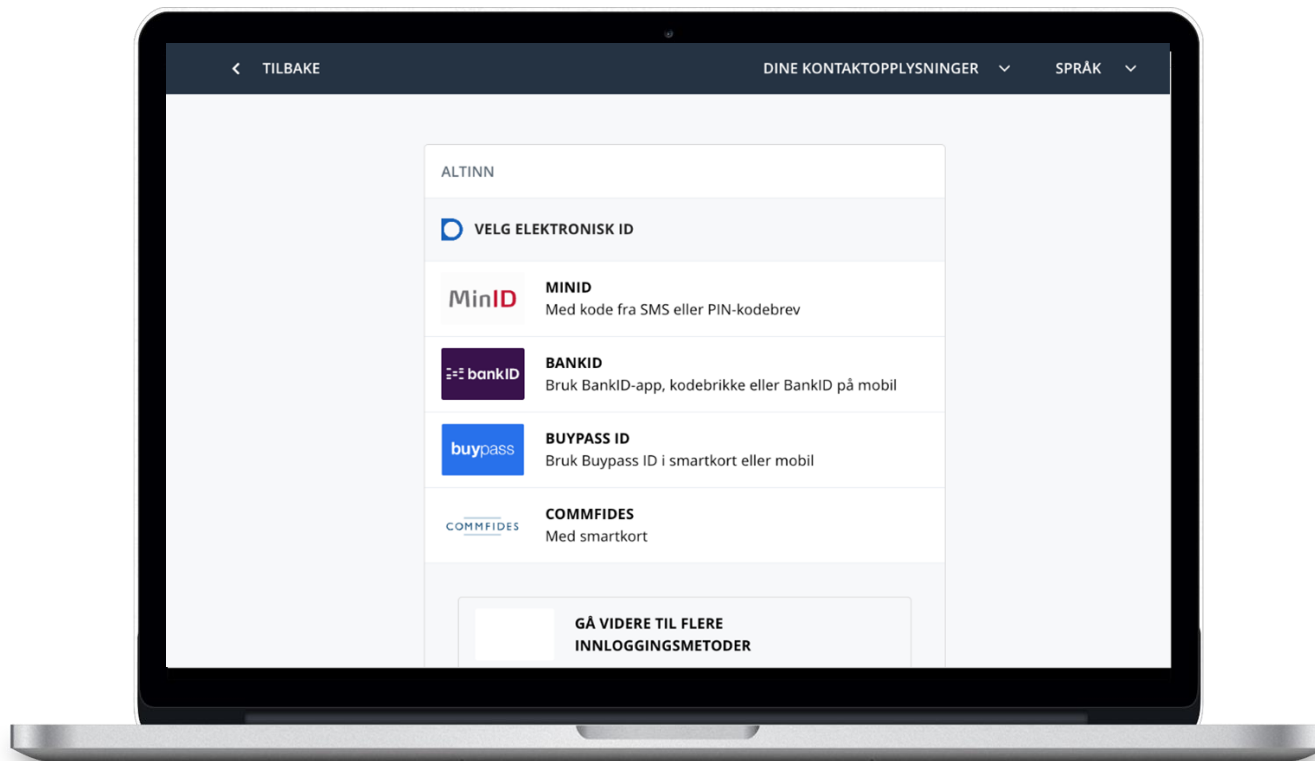 TILBAKE
DINE KONTAKTOPPLYSNINGER
SPRÅK
ALTINN
VELG ELEKTRONISK ID
MinID
MINID
Med kode fra SMS eller PIN-kodebrev
bankID
BANKID
Bruk BankID-app, kodebrikke eller BankID på mobil
buypass
BUYPASS ID
Bruk Buypass ID i smartkort eller mobil
COMMFIDES
COMMFIDES
Med smartkort
GÅ VIDERE TIL FLERE
INNLOGGINGSMETODER